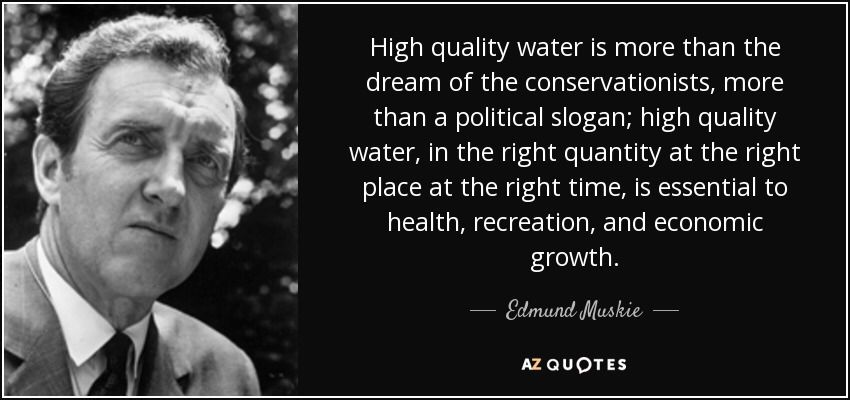 High quality water is more than the
dream of the conservationists, more
than a political slogan; high quality
water, in the right quantity at the right
place at the right time, is essential to
health, recreation, and economic
growth.
Edmund Muskie
AZ QUOTES